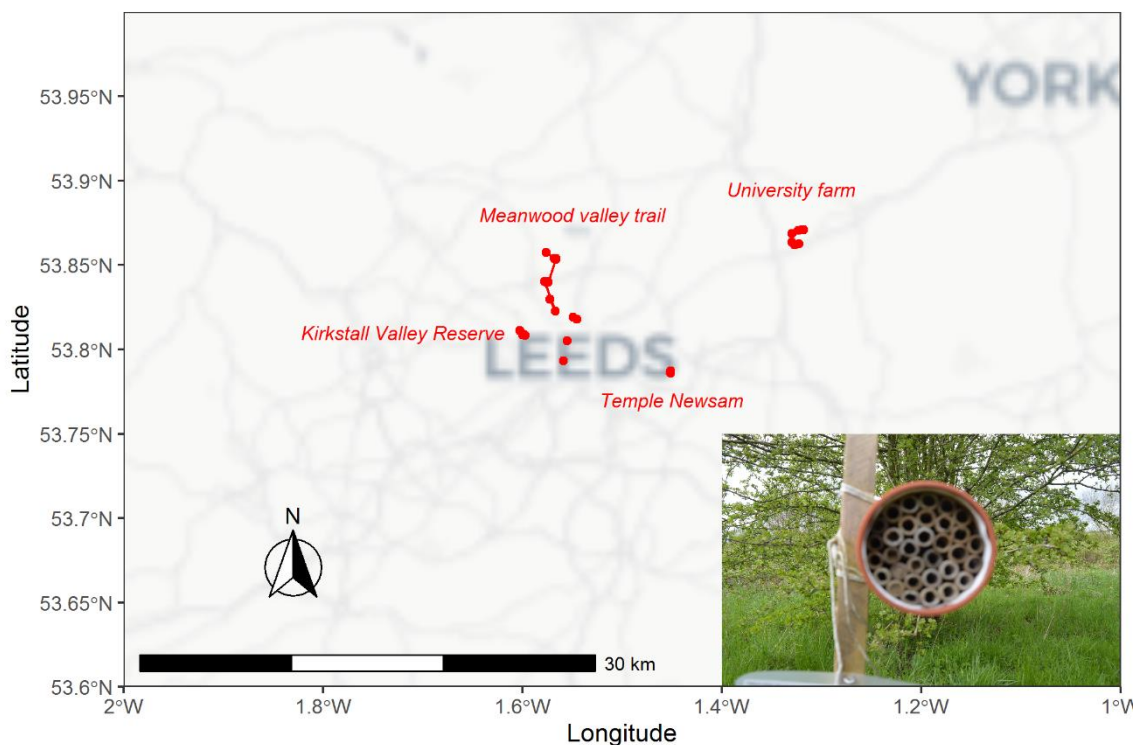 YORK
53.95°N
53.9°N
University farm
Meanwood valley trail
53.85°N
Kirkstall Valley Reserve
53.8°N
LEEDS
Temple Newsam
53.75°N
53.7°N
N
53.65°N
30 km
53.6°N
2°W
1.8°W
1.6°W
1.4°W
1.2°W
1°W
Longitude
Latitude